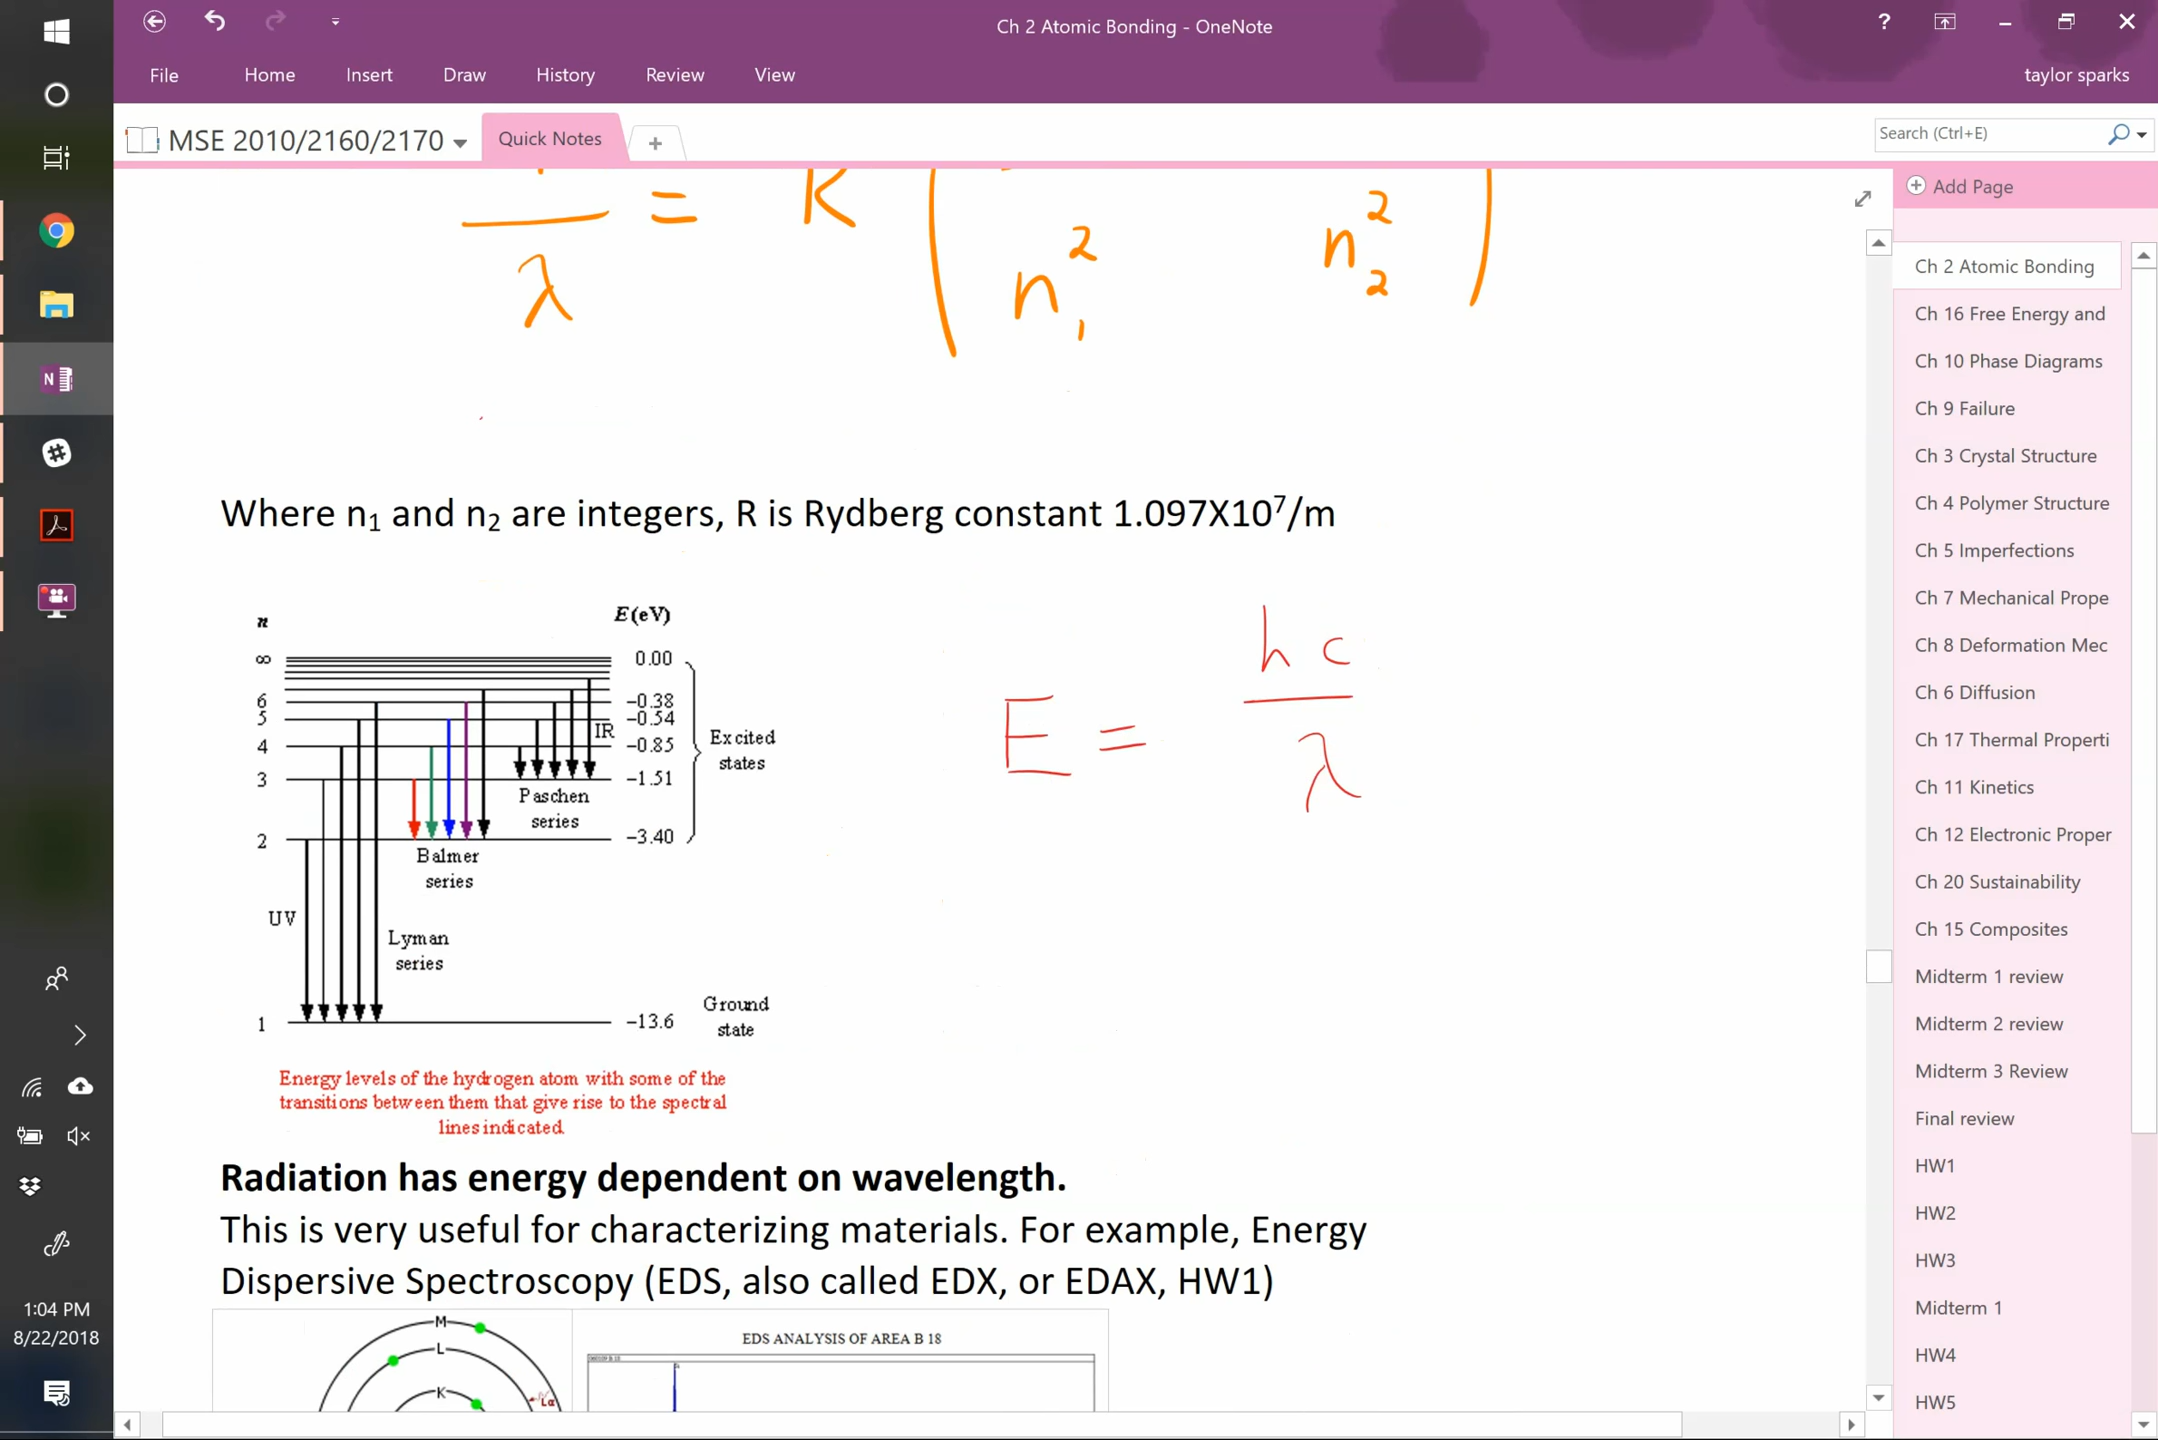 Ch 2 Atomic Bonding - OneNote
?
File Home Insert Draw History Review View
taylor sparks
MSE 2010/2160/2170
Quick Notes
+
Search (Ctrl+E)
λ = R ( n₁² n₂² )
Where n₁ and n₂ are integers, R is Rydberg constant 1.097X10⁷/m
n
E(eV)
∞ 0.00
6 −0.38
5 −0.54
IR
4 −0.85
3 −1.51
2 −3.40
1 −13.6
Excited
states
Paschen
series
Balmer
series
UV
Lyman
series
Ground
state
Energy levels of the hydrogen atom with some of the
transitions between them that give rise to the spectral
lines indicated.
E = hc
λ
Radiation has energy dependent on wavelength.
This is very useful for characterizing materials. For example, Energy
Dispersive Spectroscopy (EDS, also called EDX, or EDAX, HW1)
M
L
K
Lα
EDS ANALYSIS OF AREA B 18
Add Page
Ch 2 Atomic Bonding
Ch 16 Free Energy and
Ch 10 Phase Diagrams
Ch 9 Failure
Ch 3 Crystal Structure
Ch 4 Polymer Structure
Ch 5 Imperfections
Ch 7 Mechanical Prope
Ch 8 Deformation Mec
Ch 6 Diffusion
Ch 17 Thermal Properti
Ch 11 Kinetics
Ch 12 Electronic Proper
Ch 20 Sustainability
Ch 15 Composites
Midterm 1 review
Midterm 2 review
Midterm 3 Review
Final review
HW1
HW2
HW3
Midterm 1
HW4
HW5
1:04 PM
8/22/2018